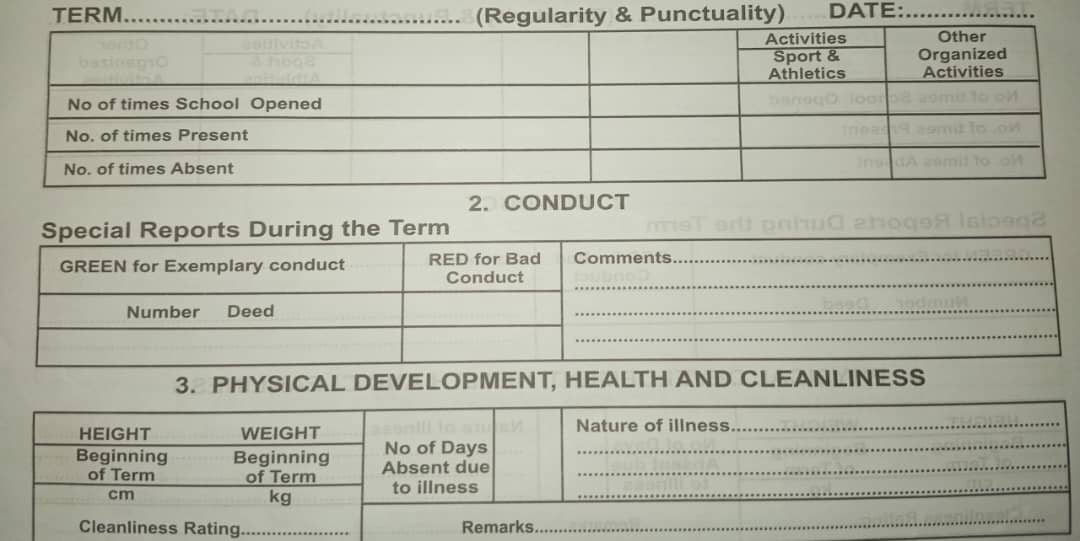 TERM.................................... (Regularity & Punctuality) DATE:..................
Activities
Sport &
Athletics
Other
Organized
Activities
No of times School Opened
No. of times Present
No. of times Absent
2. CONDUCT
Special Reports During the Term
GREEN for Exemplary conduct
RED for Bad
Conduct
Comments..................................................
Number Deed
3. PHYSICAL DEVELOPMENT, HEALTH AND CLEANLINESS
HEIGHT
Beginning
of Term
cm
WEIGHT
Beginning
of Term
kg
No of Days
Absent due
to illness
Nature of illness..........................................
Cleanliness Rating.................... Remarks............................................................